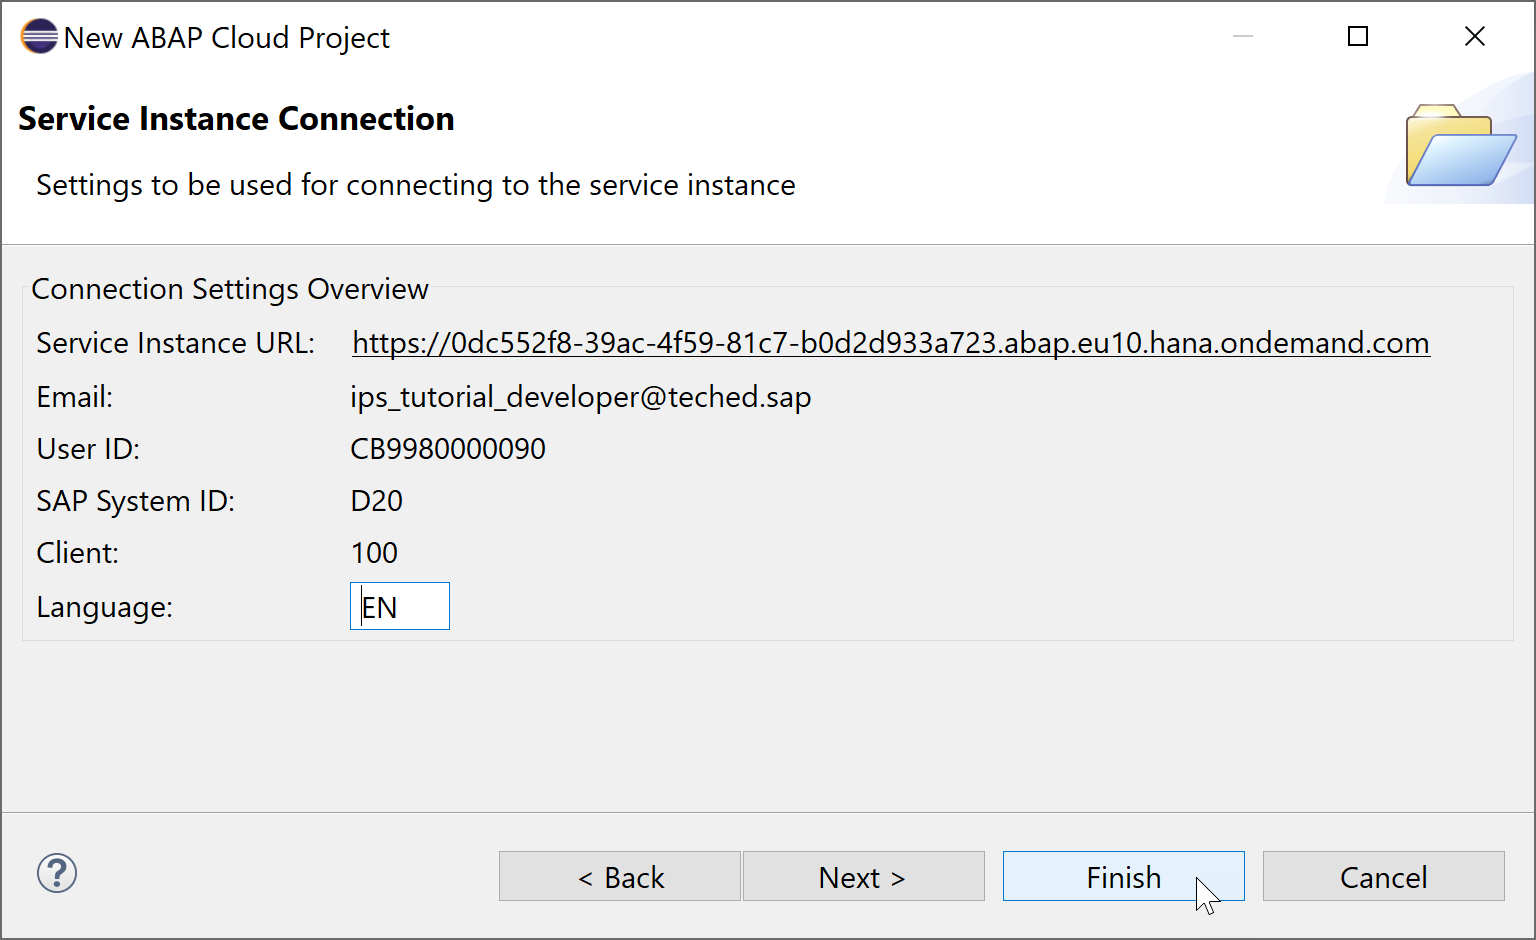 New ABAP Cloud Project
Service Instance Connection
Settings to be used for connecting to the service instance
Connection Settings Overview
Service Instance URL: https://0dc552f8-39ac-4f59-81c7-b0d2d933a723.abap.eu10.hana.ondemand.com
Email: ips_tutorial_developer@teched.sap
User ID: CB9980000090
SAP System ID: D20
Client: 100
Language: EN
? < Back Next > Finish Cancel